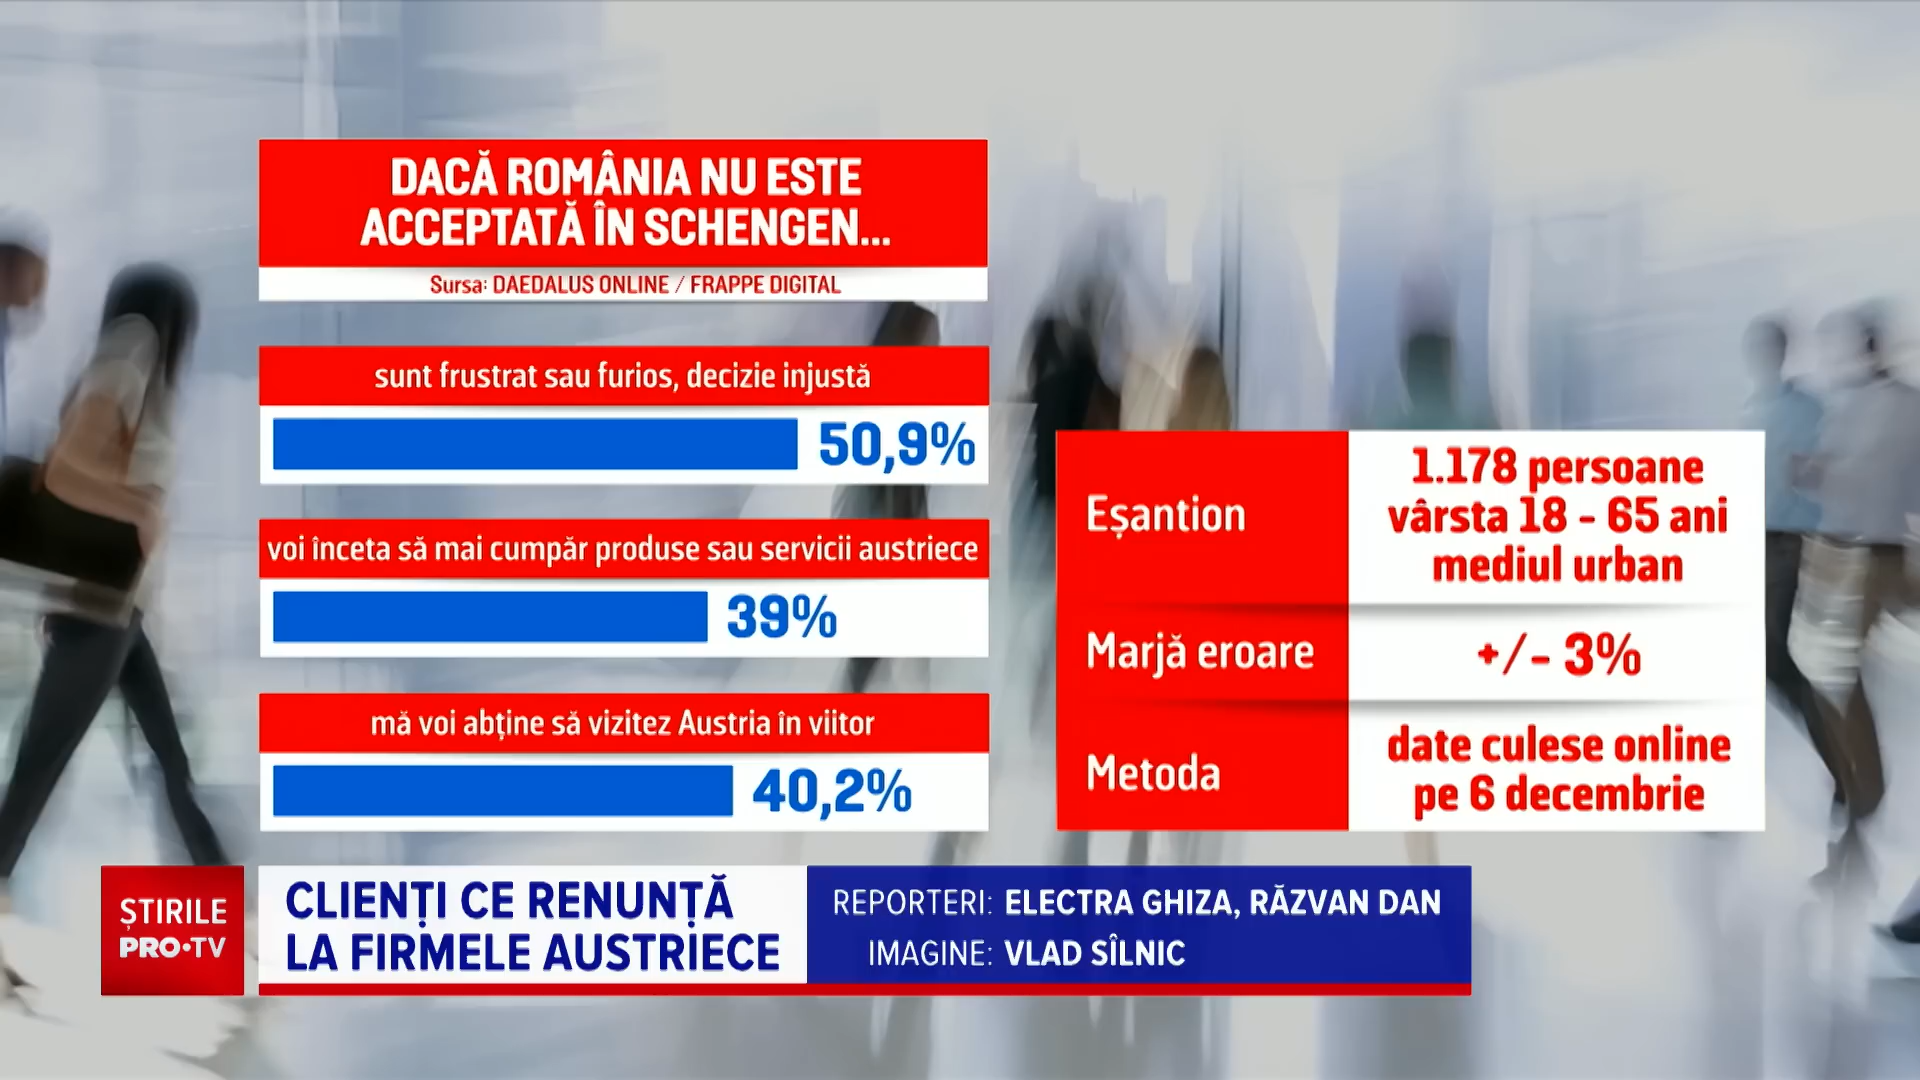 DACĂ ROMÂNIA NU ESTE
ACCEPTATĂ ÎN SCHENGEN...
Sursa: DAEDALUS ONLINE / FRAPPE DIGITAL
sunt frustrat sau furios, decizie injustă
50,9%
voi înceta să mai cumpăr produse sau servicii austriece
39%
mă voi abține să vizitez Austria în viitor
40,2%
Eșantion
1.178 persoane
vârsta 18 - 65 ani
mediul urban
Marjă eroare
+/- 3%
Metoda
date culese online
pe 6 decembrie
ȘTIRILE
PRO•TV
CLIENȚI CE RENUNȚĂ
LA FIRMELE AUSTRIECE
REPORTERI: ELECTRA GHIZA, RĂZVAN DAN
IMAGINE: VLAD SÎLNIC